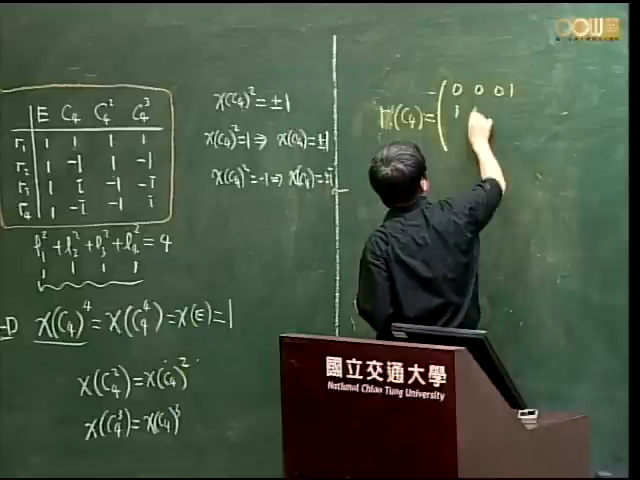 E C₄ C₄² C₄³
Γ₁ 1 1 1 1
Γ₂ 1 -1 1 -1
Γ₃ 1 i -1 -i
Γ₄ 1 -i -1 i
l₁² + l₂² + l₃² + l₄² = 4
1 1 1 1
-D χ(C₄)⁴ = χ(C₄⁴) = χ(E) = 1
χ(C₄²) = χ(C₄)²
χ(C₄³) = χ(C₄)³
χ(C₄)² = ±1
χ(C₄)² = 1 ⇒ χ(C₄) = ±1
χ(C₄)² = -1 ⇒ χ(C₄) = ±i
(C₄) = ( 0 0 0 1
1
國立交通大學
National Chiao Tung University